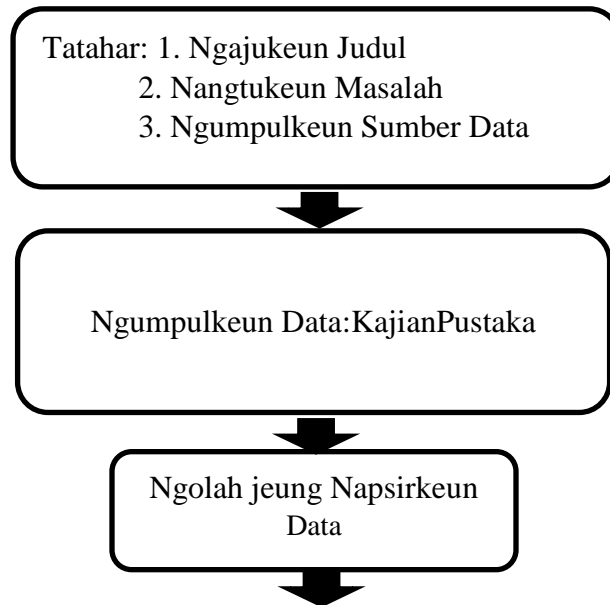 Tatahar: 1. Ngajukeun Judul
2. Nangtukeun Masalah
3. Ngumpulkeun Sumber Data
Ngumpulkeun Data:KajianPustaka
Ngolah jeung Napsirkeun
Data